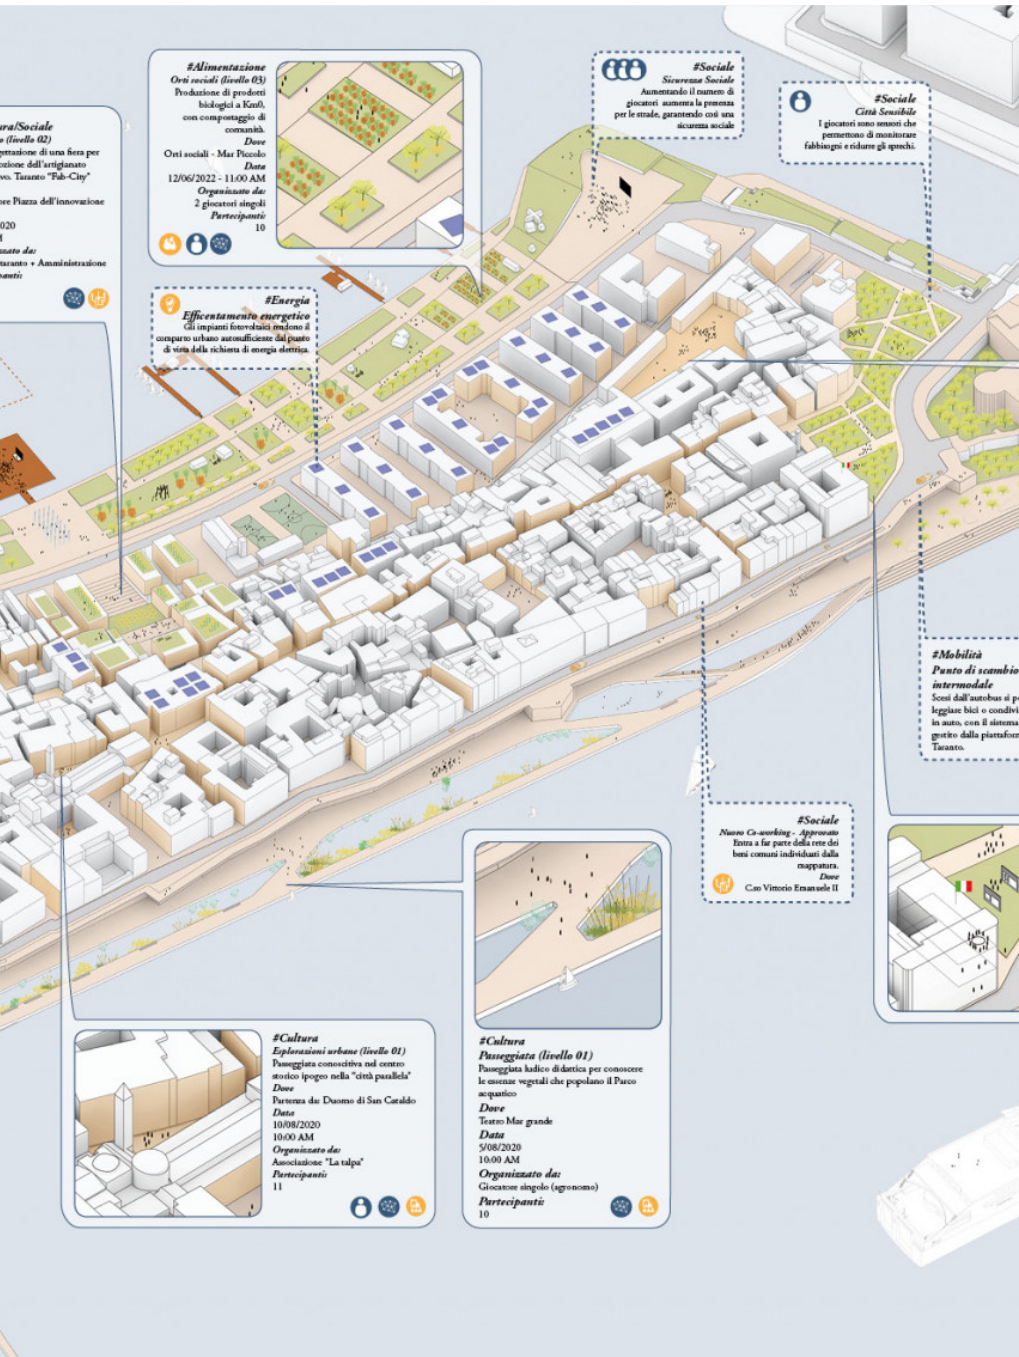 #Alimentazione
Orti sociali (livello 03)
Produzione di prodotti
biologici a Km0,
con compostaggio di
comunità.
Dove
Orti sociali - Mar Piccolo
Data
12/06/2022 - 11:00 AM
Organizzato da:
2 giocatori singoli
Partecipanti:
10
#Sociale
Sicurezza Sociale
Aumentando il numero di
giocatori aumenta la presenza
per le strade, garantendo così una
sicurezza sociale
#Sociale
Città Sensibile
I giocatori sono sensori che
permettono di monitorare
fabbisogni e ridurre gli sprechi.
ura/Sociale
o (livello 02)
gettazione di una fiera per
ozione dell'artigianato
vo. Taranto "Fab-City"
ore Piazza dell'innovazione
020
M
zzato da:
taranto + Amministrazione
panti:
#Energia
Efficentamento energetico
Gli impianti fotovoltaici rendono il
comparto urbano autosufficiente dal punto
di vista della richiesta di energia elettrica.
#Mobilità
Punto di scambio
intermodale
Scesi dall'autobus si po
leggiare bici o condivi
in auto, con il sistema
gestito dalla piattaform
Taranto.
#Sociale
Nuovo Co-working - Approvato
Entra a far parte della rete dei
beni comuni individuati dalla
mappatura.
Dove
C.so Vittorio Emanuele II
#Cultura
Esplorazioni urbane (livello 01)
Passeggiata conoscitiva nel centro
storico ipogeo nella "città parallela"
Dove
Partenza da: Duomo di San Cataldo
Data
10/08/2020
10:00 AM
Organizzato da:
Associazione "La talpa"
Partecipanti:
11
#Cultura
Passeggiata (livello 01)
Passeggiata ludico didattica per conoscere
le essenze vegetali che popolano il Parco
acquatico
Dove
Teatro Mar grande
Data
5/08/2020
10:00 AM
Organizzato da:
Giocatore singolo (agronomo)
Partecipanti:
10